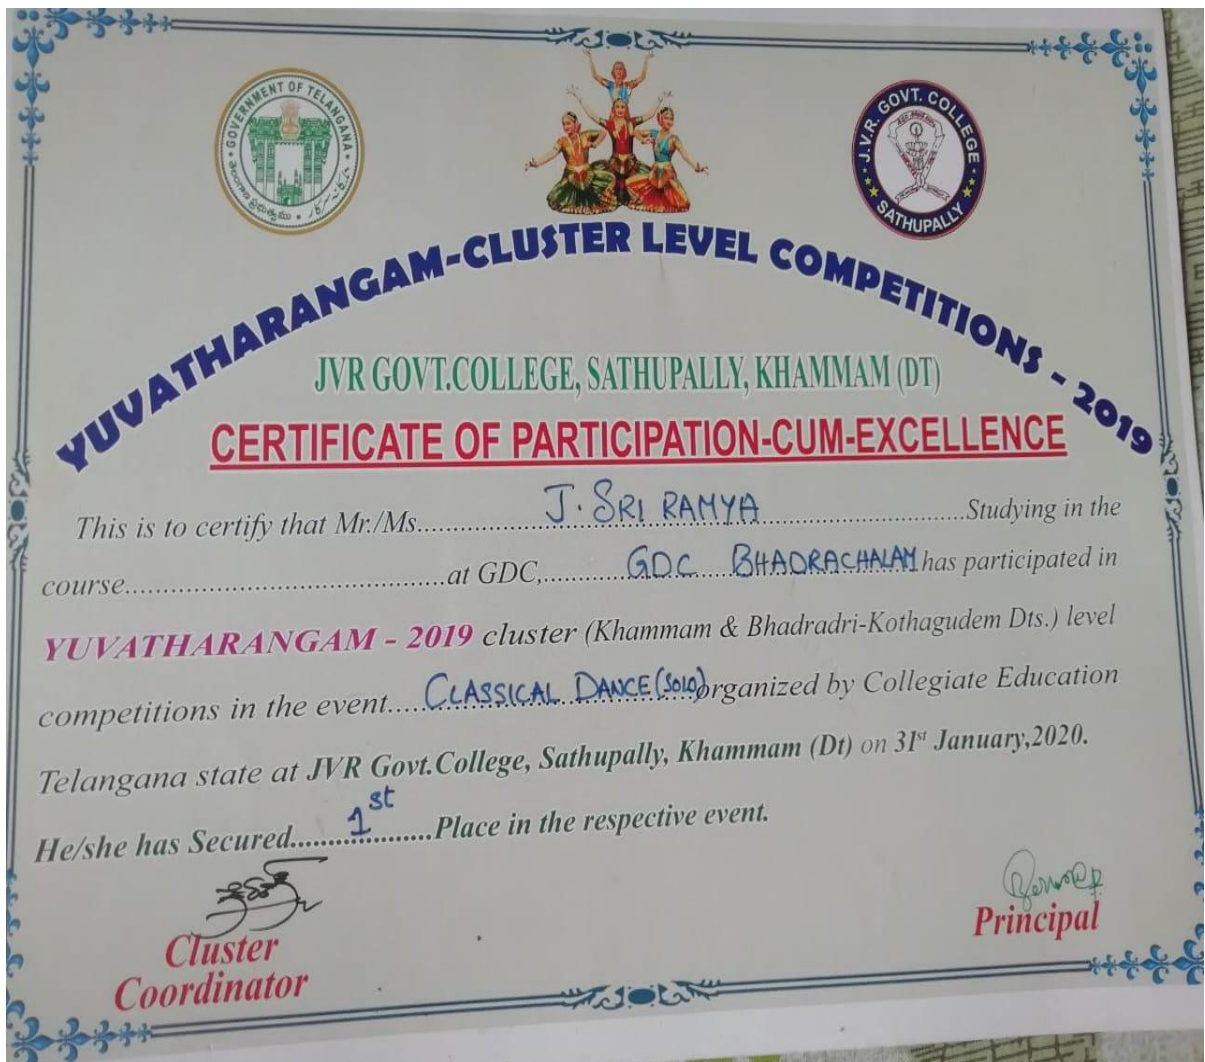 GOVERNMENT OF TELANGANA
తెలంగాణ ప్రభుత్వము
J.V.R. GOVT. COLLEGE
SATHUPALLY
YUVATHARANGAM-CLUSTER LEVEL COMPETITIONS - 2019
JVR GOVT.COLLEGE, SATHUPALLY, KHAMMAM (DT)
CERTIFICATE OF PARTICIPATION-CUM-EXCELLENCE
This is to certify that Mr./Ms. J. SRI RAMYA Studying in the
course at GDC, GDC BHADRACHALAM has participated in
YUVATHARANGAM - 2019 cluster (Khammam & Bhadradri-Kothagudem Dts.) level
competitions in the event CLASSICAL DANCE (SOLO) organized by Collegiate Education
Telangana state at JVR Govt.College, Sathupally, Khammam (Dt) on 31st January,2020.
He/she has Secured 1st Place in the respective event.
Cluster
Coordinator
Principal